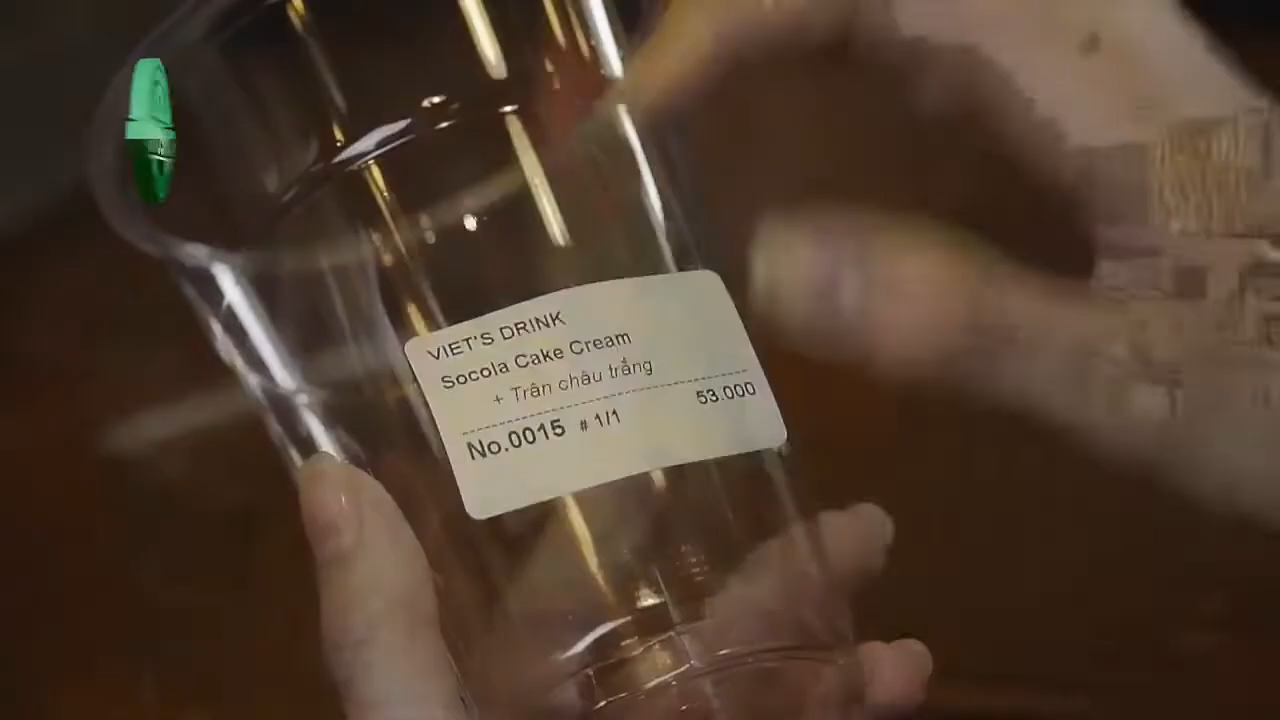 VIET'S DRINK
Socola Cake Cream
+ Trân châu trắng
53.000
No.0015 # 1/1